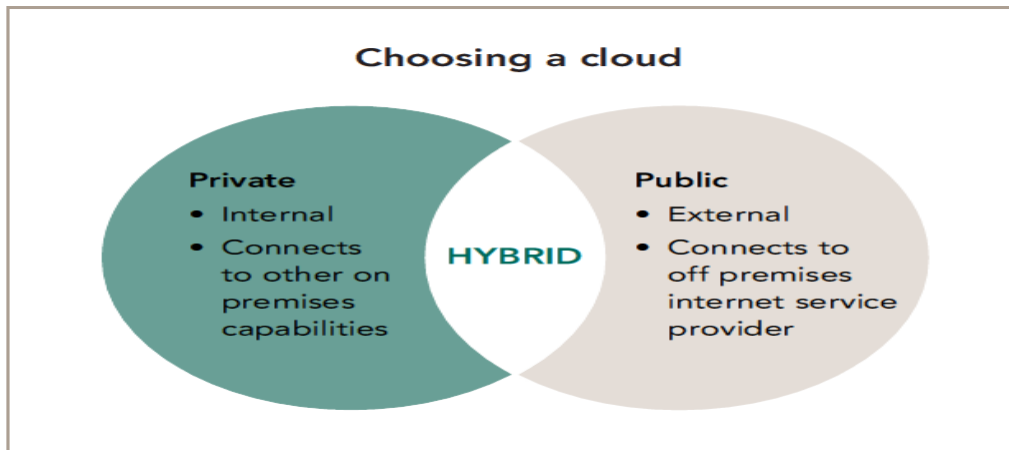 Choosing a cloud
Private
• Internal
• Connects
to other on
premises
capabilities
HYBRID
Public
• External
• Connects to
off premises
internet service
provider